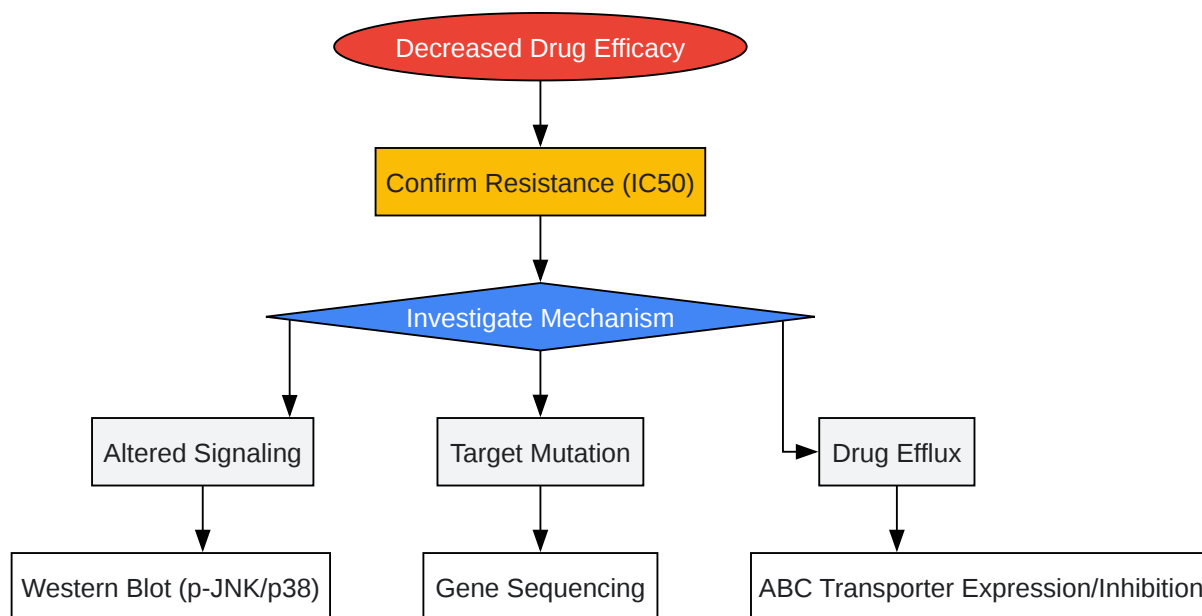 Decreased Drug Efficacy
Confirm Resistance (IC50)
Investigate Mechanism
Altered Signaling
Target Mutation
Drug Efflux
Western Blot (p-JNK/p38)
Gene Sequencing
ABC Transporter Expression/Inhibition